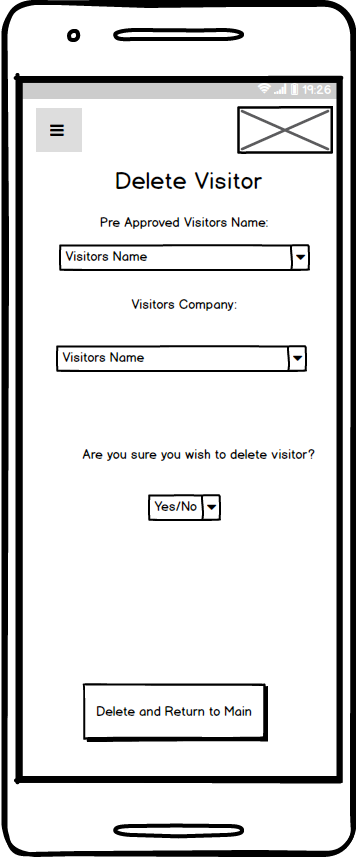 19:26
Delete Visitor
Pre Approved Visitors Name:
Visitors Name
Visitors Company:
Visitors Name
Are you sure you wish to delete visitor?
Yes/No
Delete and Return to Main